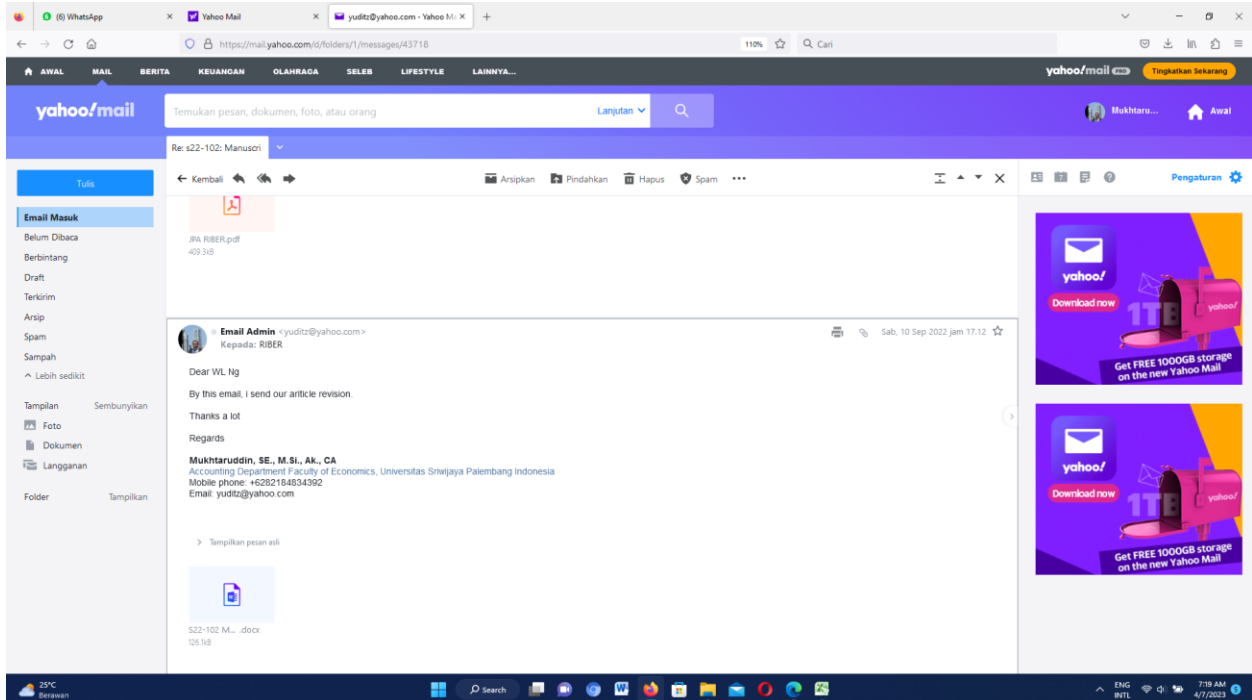 (6) WhatsApp
Yahoo Mail
yuditz@yahoo.com - Yahoo Ma
https://mail.yahoo.com/d/folders/1/messages/43718
110%
Cari
AWAL MAIL BERITA KEUANGAN OLAHRAGA SELEB LIFESTYLE LAINNYA...
yahoo!mail PRO Tingkatkan Sekarang
yahoo!mail
Temukan pesan, dokumen, foto, atau orang
Lanjutan
Mukhtaru...
Awal
Re: s22-102: Manuscri
Tulis
Kembali
Arsipkan Pindahkan Hapus Spam
7
Pengaturan
Email Masuk
Belum Dibaca
Berbintang
Draft
Terkirim
Arsip
Spam
Sampah
Lebih sedikit
Tampilan Sembunyikan
Foto
Dokumen
Langganan
Folder Tampilkan
JPA RIBER.pdf
409.3kB
Email Admin <yuditz@yahoo.com>
Kepada: RIBER
Sab, 10 Sep 2022 jam 17.12
Dear WL Ng
By this email, i send our ariticle revision.
Thanks a lot
Regards
Mukhtaruddin, SE., M.Si., Ak., CA
Accounting Department Faculty of Economics, Universitas Sriwijaya Palembang Indonesia
Mobile phone: +6282184834392
Email: yuditz@yahoo.com
Tampilkan pesan asli
S22-102 M... .docx
126.1kB
yahoo!
Download now
1TB
yahoo!
Get FREE 1000GB storage
on the new Yahoo Mail
yahoo!
Download now
1TB
yahoo!
Get FREE 1000GB storage
on the new Yahoo Mail
25°C
Berawan
Search
ENG
INTL
7:19 AM
4/7/2023